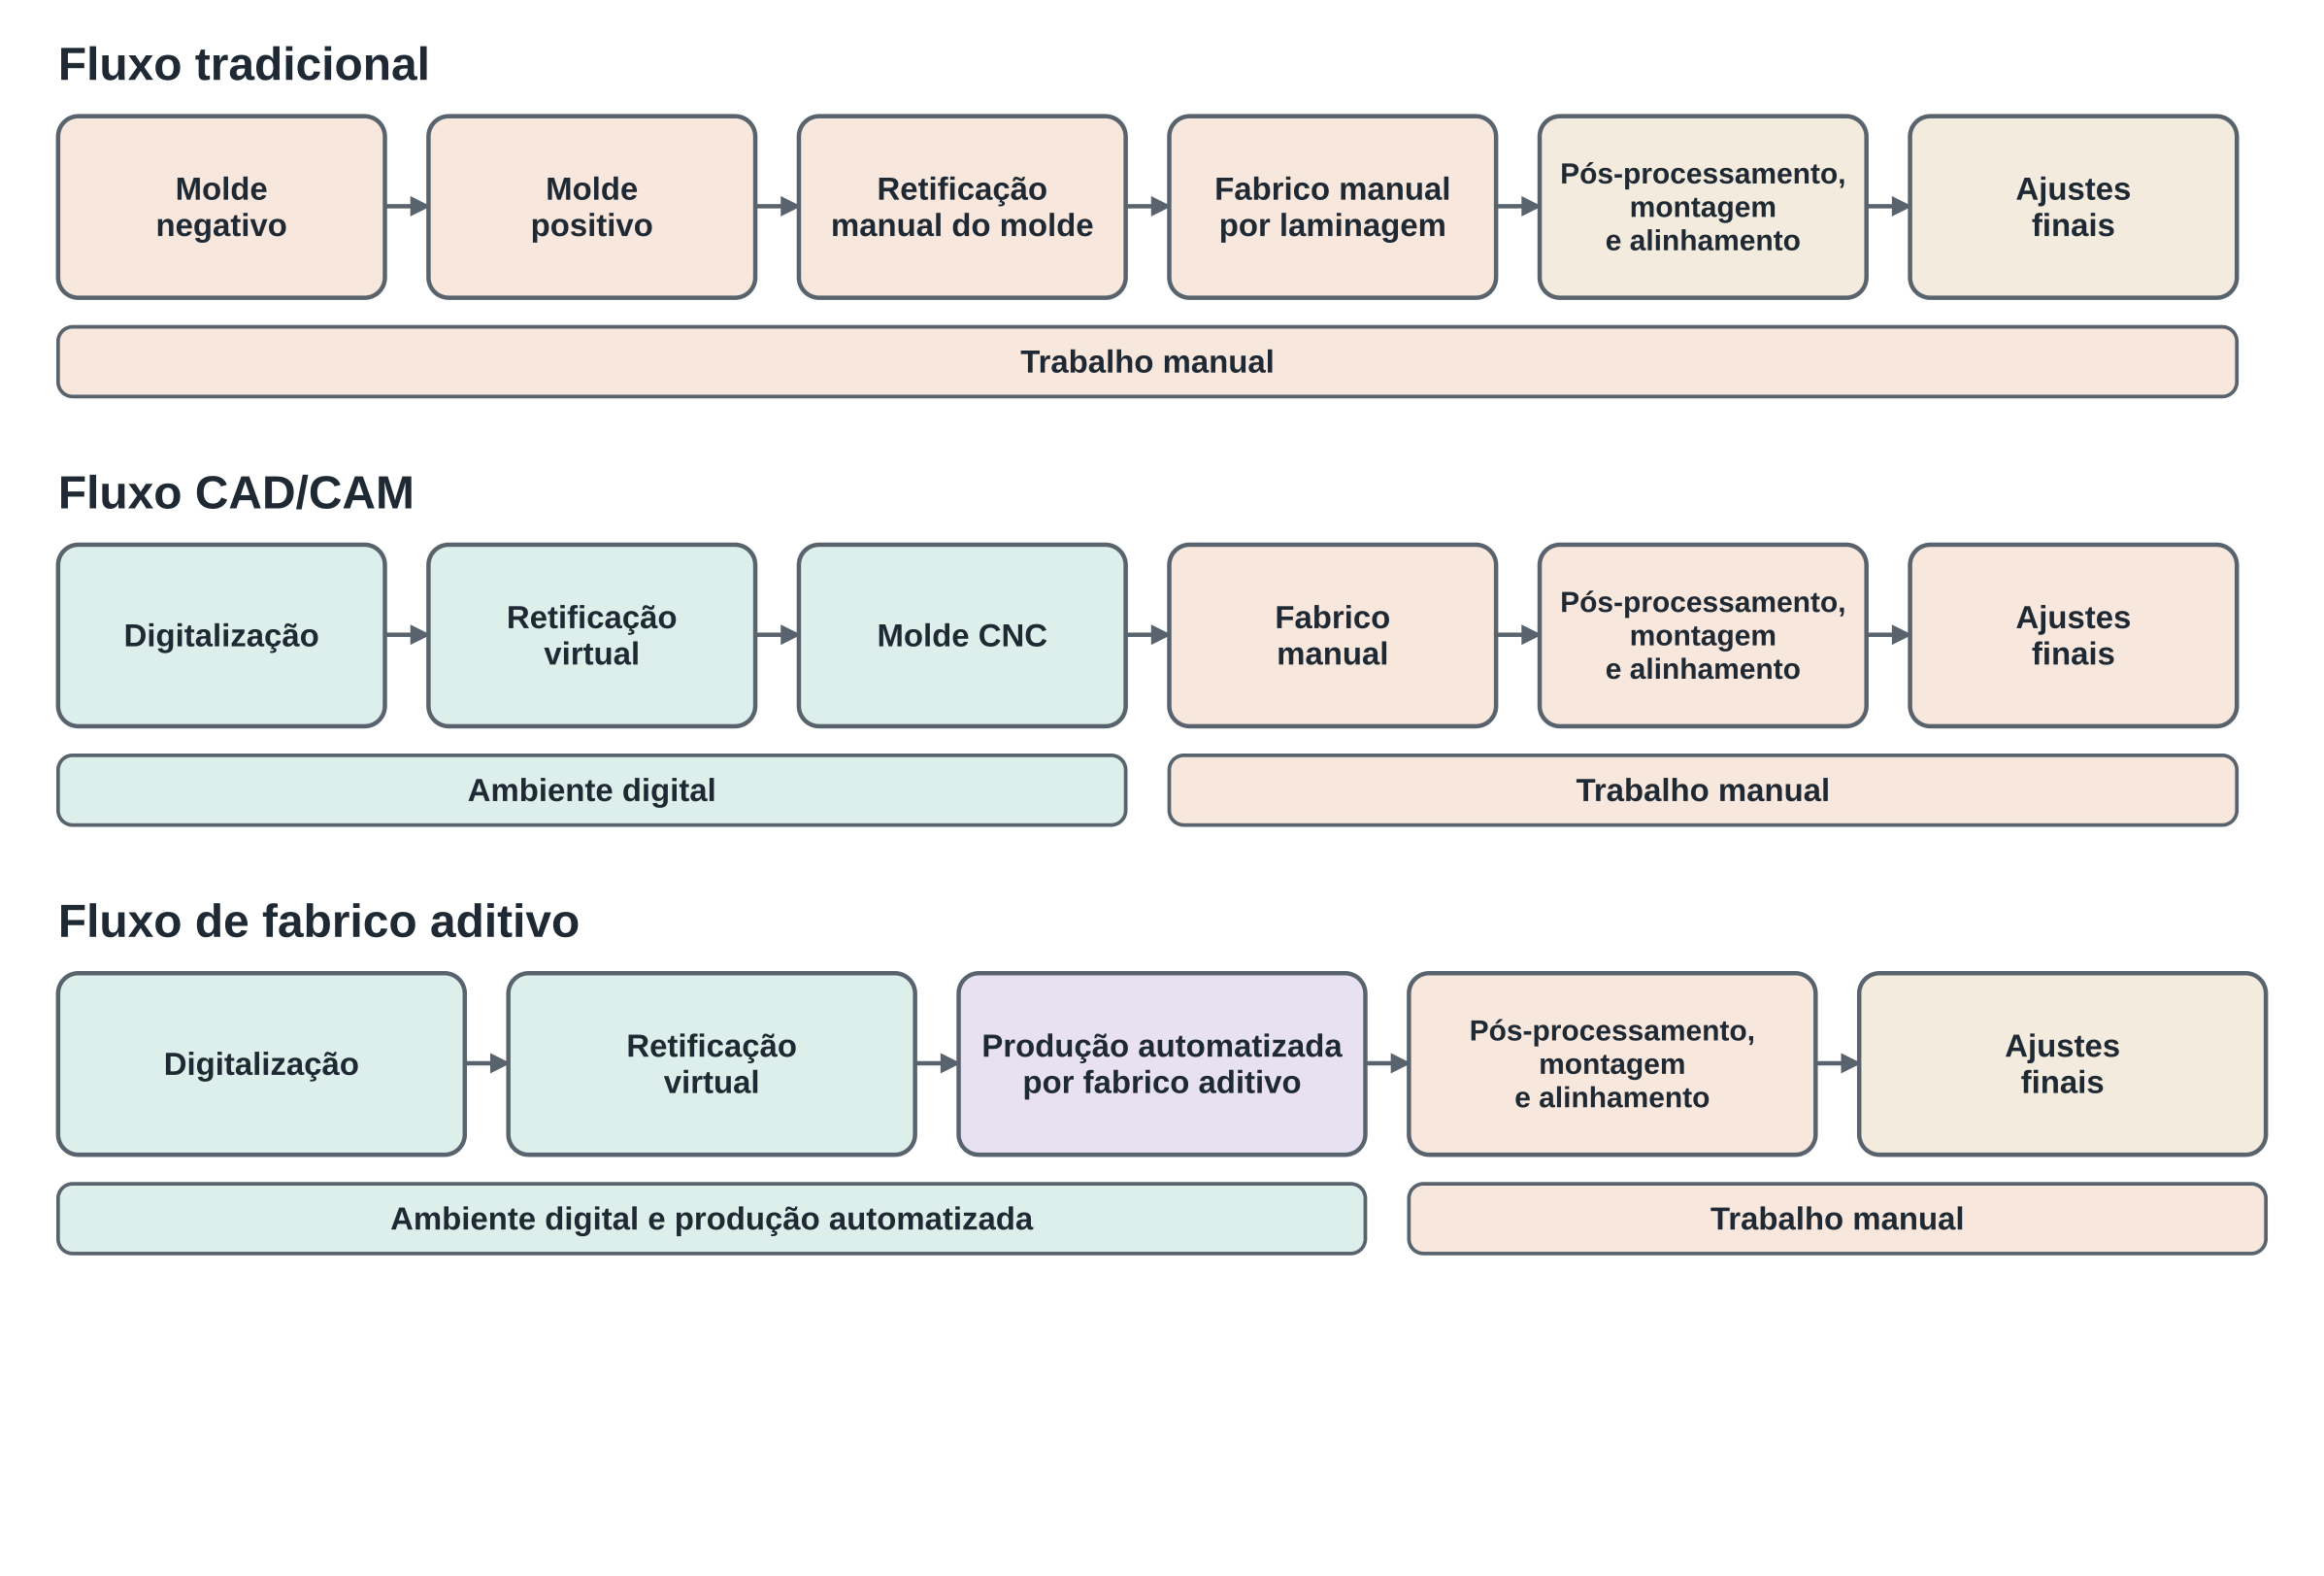 Fluxo tradicional
Molde
negativo
Molde
positivo
Retificação
manual do molde
Fabrico manual
por laminagem
Pós-processamento,
montagem
e alinhamento
Ajustes
finais
Trabalho manual
Fluxo CAD/CAM
Digitalização
Retificação
virtual
Molde CNC
Fabrico
manual
Pós-processamento,
montagem
e alinhamento
Ajustes
finais
Ambiente digital
Trabalho manual
Fluxo de fabrico aditivo
Digitalização
Retificação
virtual
Produção automatizada
por fabrico aditivo
Pós-processamento,
montagem
e alinhamento
Ajustes
finais
Ambiente digital e produção automatizada
Trabalho manual